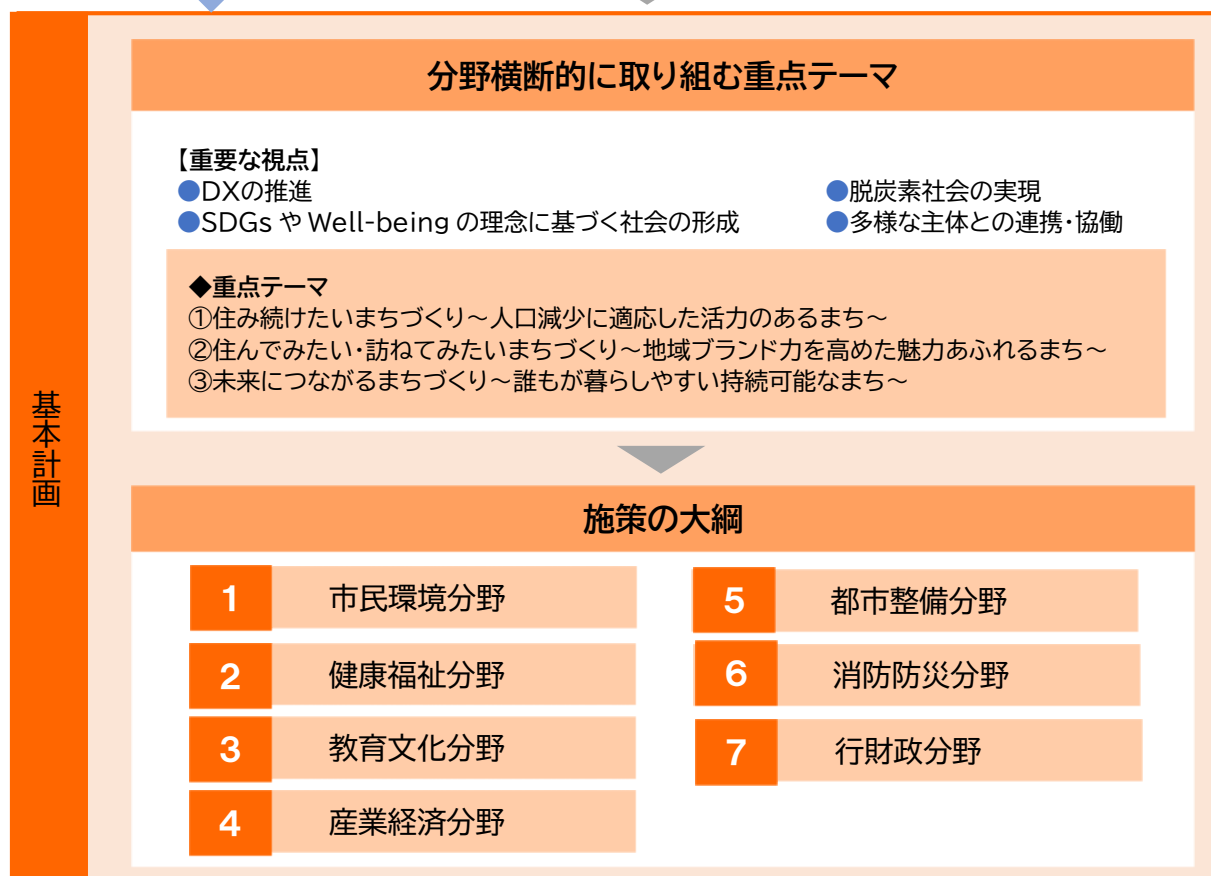 基本計画
分野横断的に取り組む重点テーマ
【重要な視点】
●DXの推進
●脱炭素社会の実現
●SDGs や Well-being の理念に基づく社会の形成
●多様な主体との連携・協働
◆重点テーマ
①住み続けたいまちづくり～人口減少に適応した活力のあるまち～
②住んでみたい・訪ねてみたいまちづくり～地域ブランド力を高めた魅力あふれるまち～
③未来につながるまちづくり～誰もが暮らしやすい持続可能なまち～
施策の大綱
1 市民環境分野
2 健康福祉分野
3 教育文化分野
4 産業経済分野
5 都市整備分野
6 消防防災分野
7 行財政分野